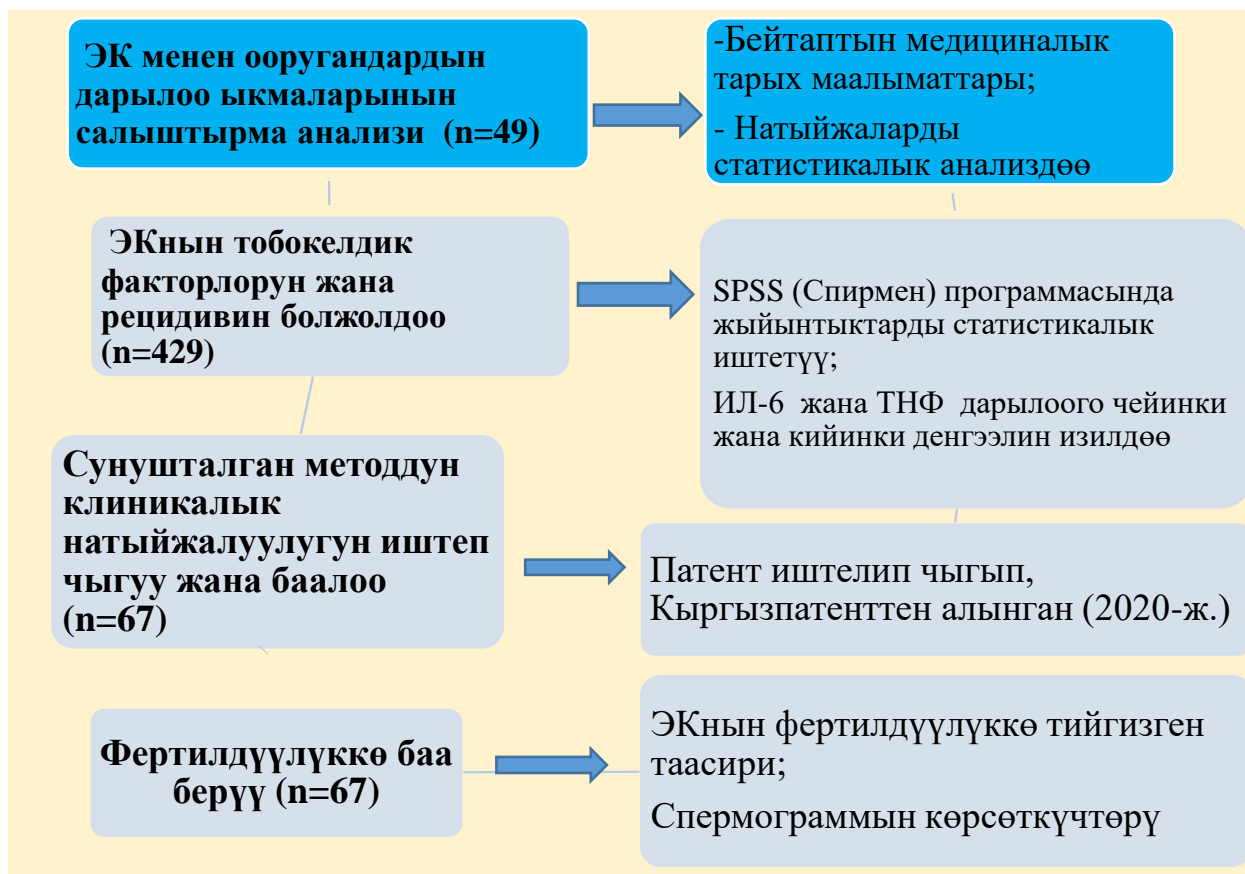 ЭК менен ооругандардын
дарылоо ыкмаларынын
салыштырма анализи (n=49)
-Бейтаптын медициналык
тарых маалыматтары;
- Натыйжаларды
статистикалык анализдөө
ЭКнын тобокелдик
факторлорун жана
рецидивин болжолдоо
(n=429)
SPSS (Спирмен) программасында
жыйынтыктарды статистикалык
иштетүү;
ИЛ-6 жана ТНФ дарылоого чейинки
жана кийинки денгээлин изилдөө
Сунушталган методдун
клиникалык
натыйжалуулугун иштеп
чыгуу жана баалоо
(n=67)
Патент иштелип чыгып,
Кыргызпатенттен алынган (2020-ж.)
Фертилдүүлүккө баа
берүү (n=67)
ЭКнын фертилдүүлүккө тийгизген
таасири;
Спермограммын көрсөткүчтөрү